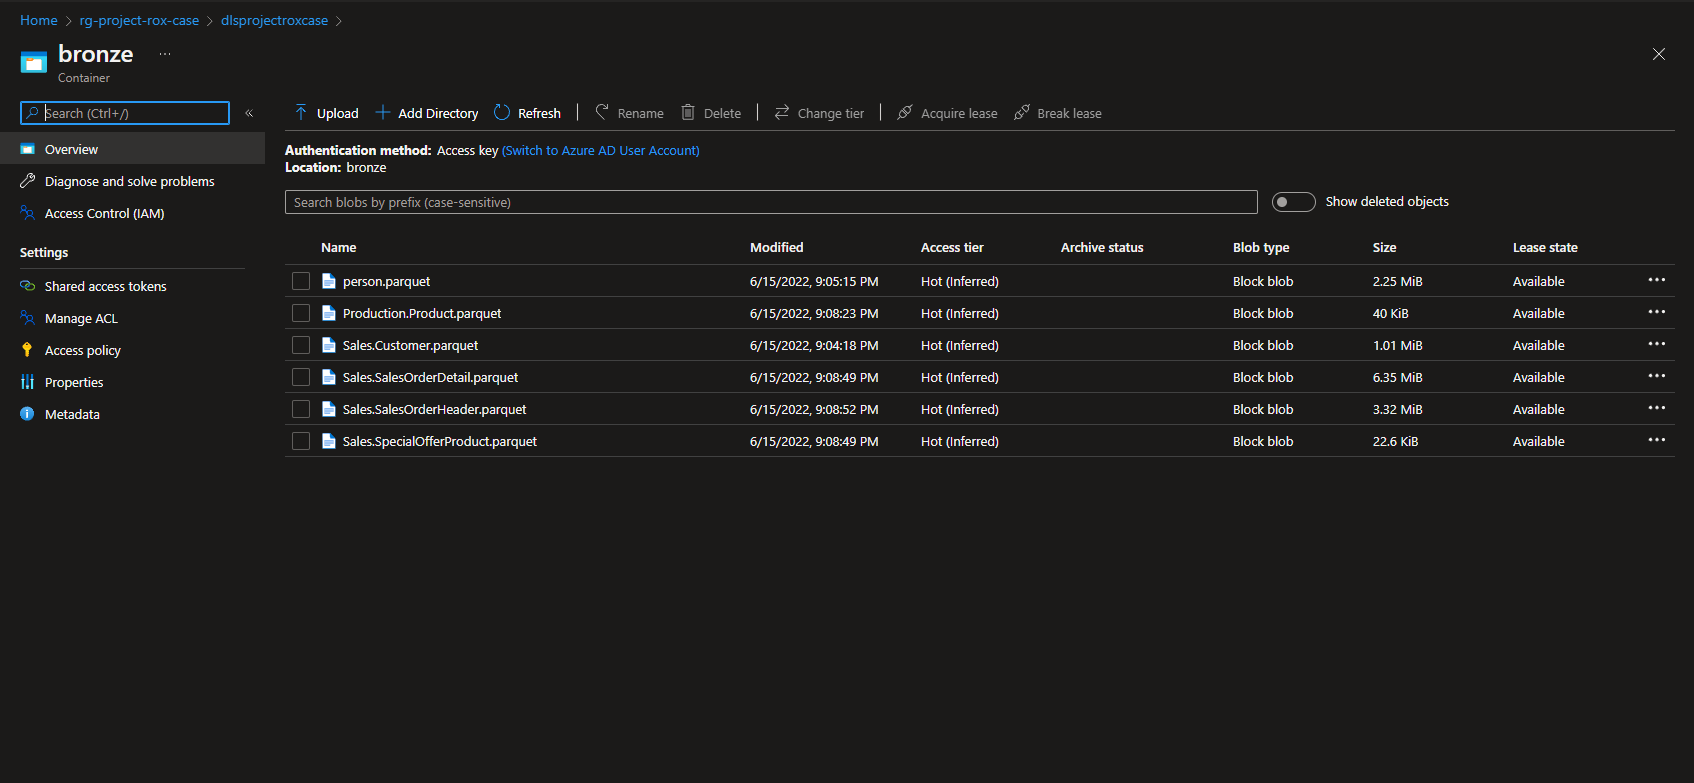 Home > rg-project-rox-case > dlsprojectroxcase >
bronze ...
Container
Search (Ctrl+/) «
Overview
Diagnose and solve problems
Access Control (IAM)
Settings
Shared access tokens
Manage ACL
Access policy
Properties
Metadata
Upload Add Directory Refresh | Rename Delete | Change tier | Acquire lease Break lease
Authentication method: Access key (Switch to Azure AD User Account)
Location: bronze
Search blobs by prefix (case-sensitive) Show deleted objects
Name Modified Access tier Archive status Blob type Size Lease state
person.parquet 6/15/2022, 9:05:15 PM Hot (Inferred) Block blob 2.25 MiB Available ...
Production.Product.parquet 6/15/2022, 9:08:23 PM Hot (Inferred) Block blob 40 KiB Available ...
Sales.Customer.parquet 6/15/2022, 9:04:18 PM Hot (Inferred) Block blob 1.01 MiB Available ...
Sales.SalesOrderDetail.parquet 6/15/2022, 9:08:49 PM Hot (Inferred) Block blob 6.35 MiB Available ...
Sales.SalesOrderHeader.parquet 6/15/2022, 9:08:52 PM Hot (Inferred) Block blob 3.32 MiB Available ...
Sales.SpecialOfferProduct.parquet 6/15/2022, 9:08:49 PM Hot (Inferred) Block blob 22.6 KiB Available ...